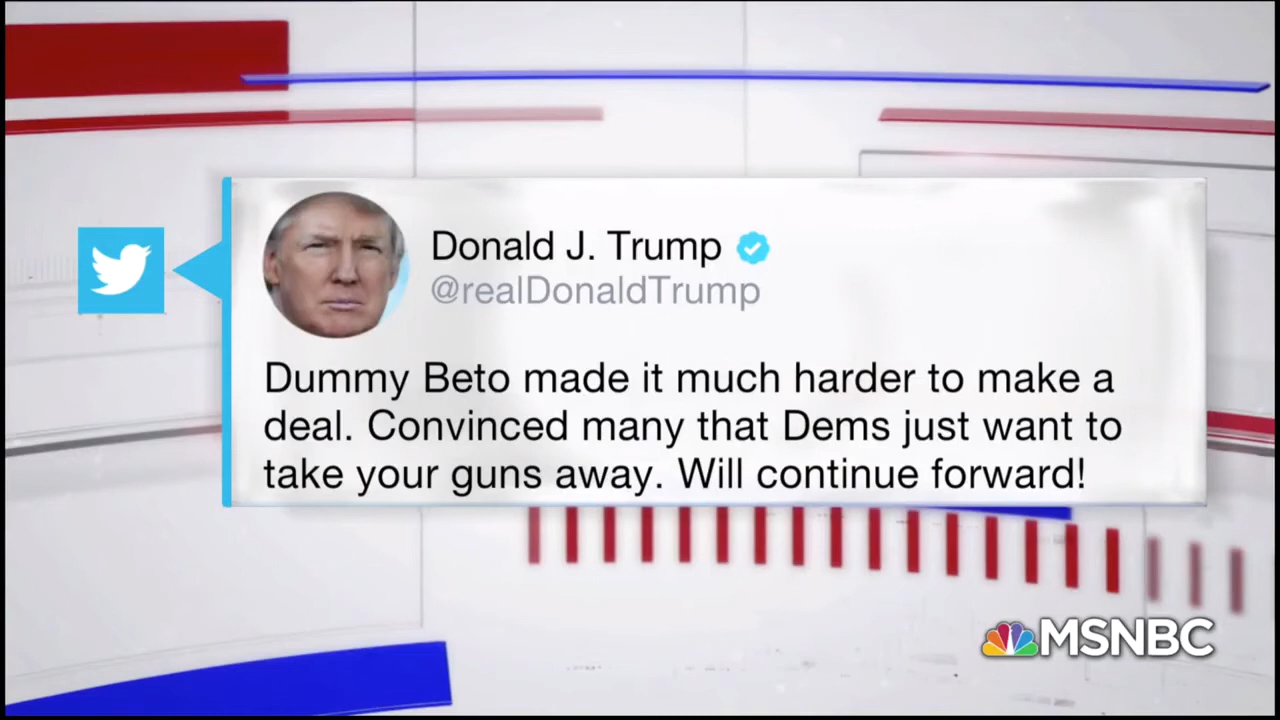 Donald J. Trump
@realDonaldTrump
Dummy Beto made it much harder to make a
deal. Convinced many that Dems just want to
take your guns away. Will continue forward!
MSNBC